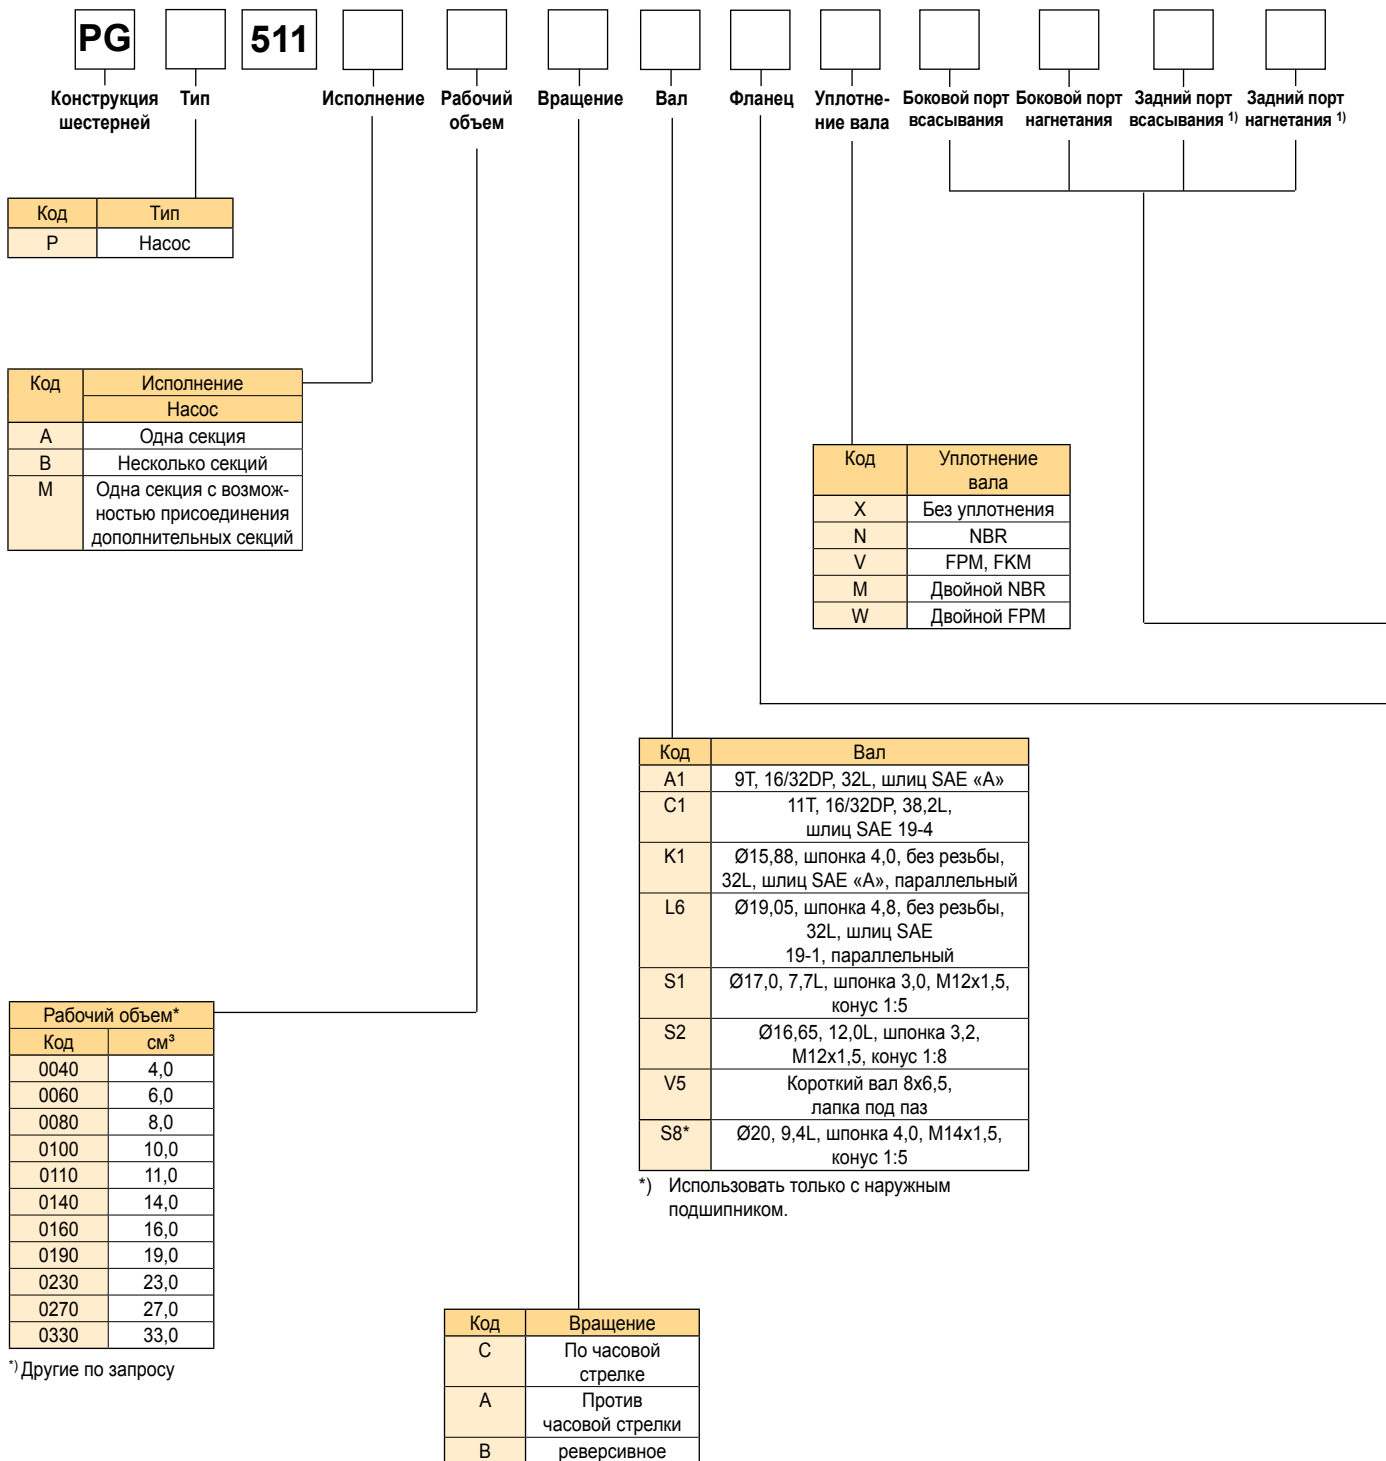 PG 511
Конструкция шестерней
Тип
Исполнение
Рабочий объем
Вращение
Вал
Фланец
Уплотне-
ние вала
Боковой порт
всасывания
Боковой порт
нагнетания
Задний порт
всасывания 1)
Задний порт
нагнетания 1)
Код Тип
P Насос
Код Исполнение
Насос
A Одна секция
B Несколько секций
M Одна секция с возмож-
ностью присоединения
дополнительных секций
Код Уплотнение
вала
X Без уплотнения
N NBR
V FPM, FKM
M Двойной NBR
W Двойной FPM
Код Вал
A1 9T, 16/32DP, 32L, шлиц SAE «A»
C1 11T, 16/32DP, 38,2L,
шлиц SAE 19-4
K1 Ø15,88, шпонка 4,0, без резьбы,
32L, шлиц SAE «A», параллельный
L6 Ø19,05, шпонка 4,8, без резьбы,
32L, шлиц SAE
19-1, параллельный
S1 Ø17,0, 7,7L, шпонка 3,0, M12x1,5,
конус 1:5
S2 Ø16,65, 12,0L, шпонка 3,2,
M12x1,5, конус 1:8
V5 Короткий вал 8x6,5,
лапка под паз
S8* Ø20, 9,4L, шпонка 4,0, M14x1,5,
конус 1:5
*) Использовать только с наружным
подшипником.
Рабочий объем*
Код см³
0040 4,0
0060 6,0
0080 8,0
0100 10,0
0110 11,0
0140 14,0
0160 16,0
0190 19,0
0230 23,0
0270 27,0
0330 33,0
*) Другие по запросу
Код Вращение
C По часовой
стрелке
A Против
часовой стрелки
B реверсивное